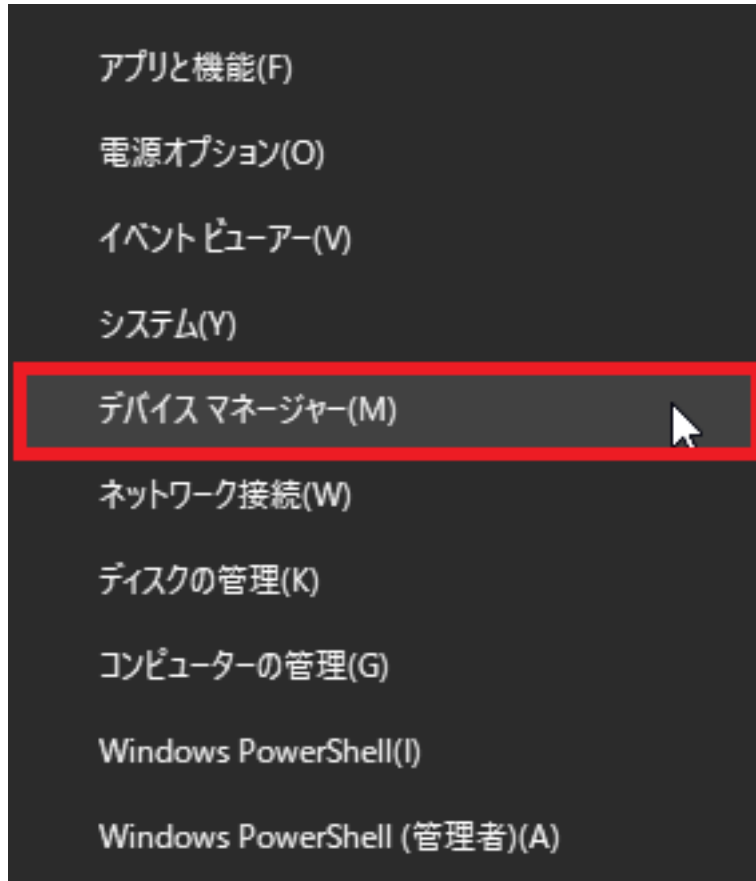 アプリと機能(F)
電源オプション(O)
イベント ビューアー(V)
システム(Y)
デバイス マネージャー(M)
ネットワーク接続(W)
ディスクの管理(K)
コンピューターの管理(G)
Windows PowerShell(I)
Windows PowerShell (管理者)(A)